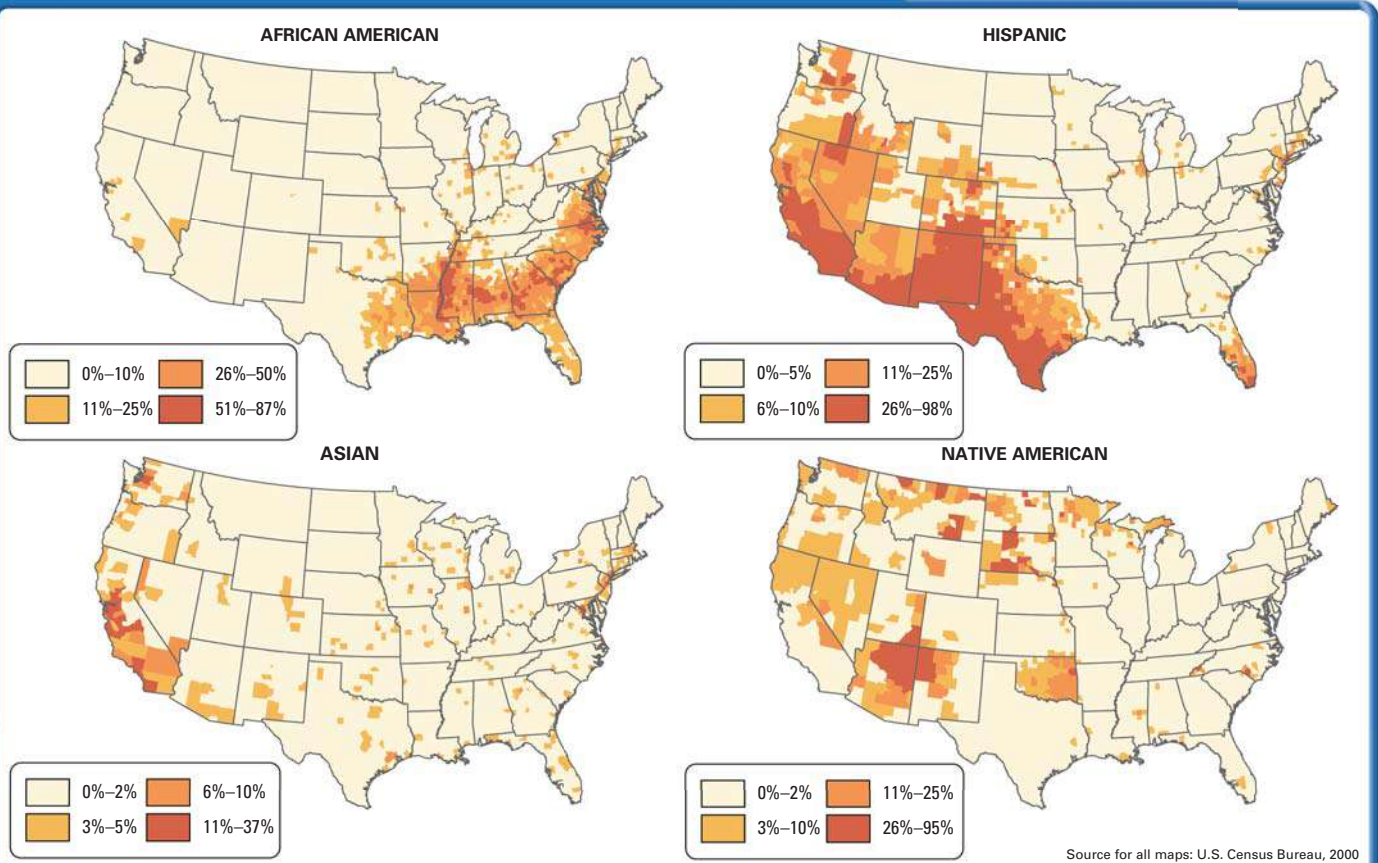 AFRICAN AMERICAN
0%–10% 26%–50%
11%–25% 51%–87%
HISPANIC
0%–5% 11%–25%
6%–10% 26%–98%
ASIAN
0%–2% 6%–10%
3%–5% 11%–37%
NATIVE AMERICAN
0%–2% 11%–25%
3%–10% 26%–95%
Source for all maps: U.S. Census Bureau, 2000